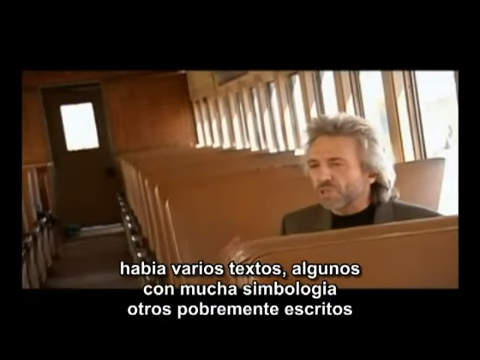 habia varios textos, algunos
con mucha simbologia
otros pobremente escritos